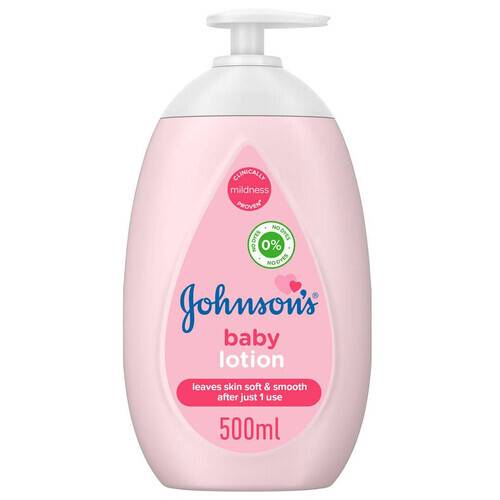 CLINICALLY
mildness
PROVEN*
NO DYES
NO DYES
0%
NO DYES
Johnson's®
baby
lotion
leaves skin soft & smooth
after just 1 use
500ml